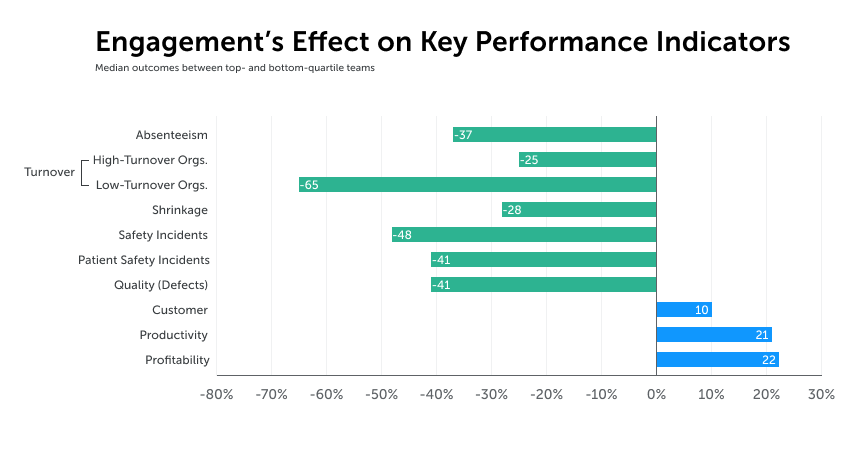 Engagement’s Effect on Key Performance Indicators
Median outcomes between top- and bottom-quartile teams
Absenteeism -37
Turnover
High-Turnover Orgs. -25
Low-Turnover Orgs. -65
Shrinkage -28
Safety Incidents -48
Patient Safety Incidents -41
Quality (Defects) -41
Customer 10
Productivity 21
Profitability 22
-80% -70% -60% -50% -40% -30% -20% -10% 0% 10% 20% 30%